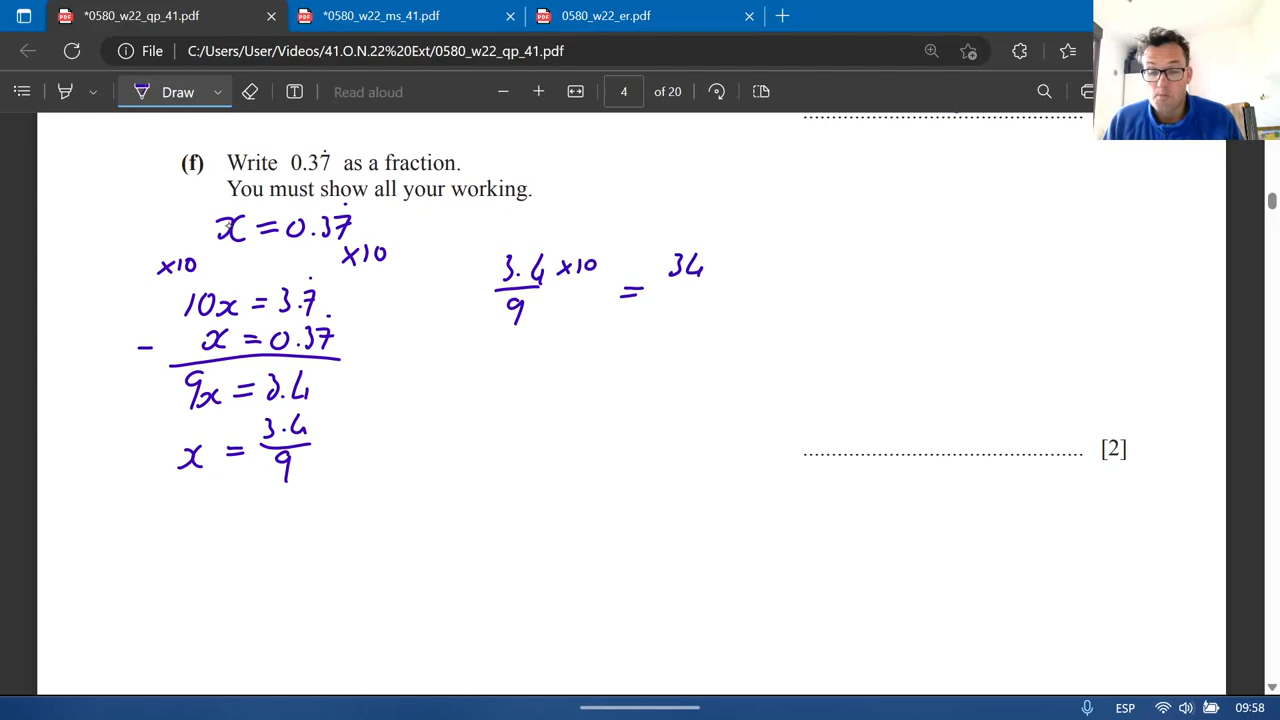 *0580_w22_qp_41.pdf
*0580_w22_ms_41.pdf
0580_w22_er.pdf
File
C:/Users/User/Videos/41.O.N.22%20Ext/0580_w22_qp_41.pdf
Draw
Read aloud
4
of 20
(f) Write 0.37̇ as a fraction.
You must show all your working.
x = 0.37̇
×10 ×10
10x = 3.7̇
− x = 0.37̇
9x = 3.4
x = 3.4/9
3.4 ×10 / 9 = 34
[2]
ESP
09:58